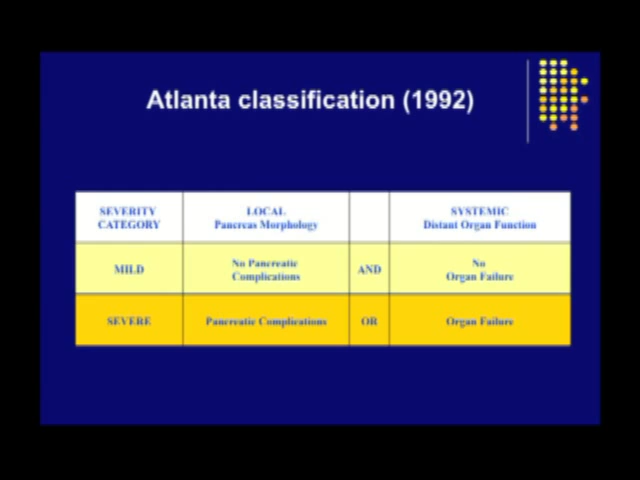 Atlanta classification (1992)
SEVERITY CATEGORY
LOCAL
Pancreas Morphology
SYSTEMIC
Distant Organ Function
MILD
No Pancreatic
Complications
AND
No
Organ Failure
SEVERE
Pancreatic Complications
OR
Organ Failure